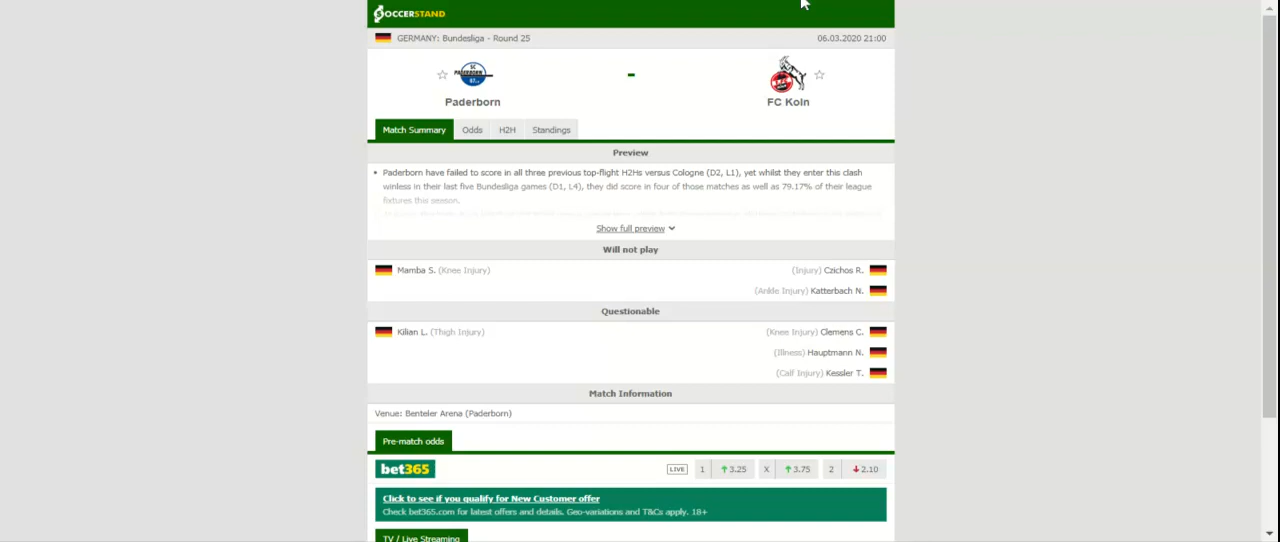 SOCCERSTAND
GERMANY: Bundesliga - Round 25 06.03.2020 21:00
SC
PADERBORN
07
-
Paderborn FC Koln
Match Summary Odds H2H Standings
Preview
Paderborn have failed to score in all three previous top-flight H2Hs versus Cologne (D2, L1), yet whilst they enter this clash
winless in their last five Bundesliga games (D1, L4), they did score in four of those matches as well as 79.17% of their league
fixtures this season.
Show full preview
Will not play
Mamba S. (Knee Injury) (Injury) Czichos R.
(Ankle Injury) Katterbach N.
Questionable
Kilian L. (Thigh Injury) (Knee Injury) Clemens C.
(Illness) Hauptmann N.
(Calf Injury) Kessler T.
Match Information
Venue: Benteler Arena (Paderborn)
Pre-match odds
bet365 LIVE 1 3.25 X 3.75 2 2.10
Click to see if you qualify for New Customer offer
Check bet365.com for latest offers and details. Geo-variations and T&Cs apply. 18+
TV / Live Streaming